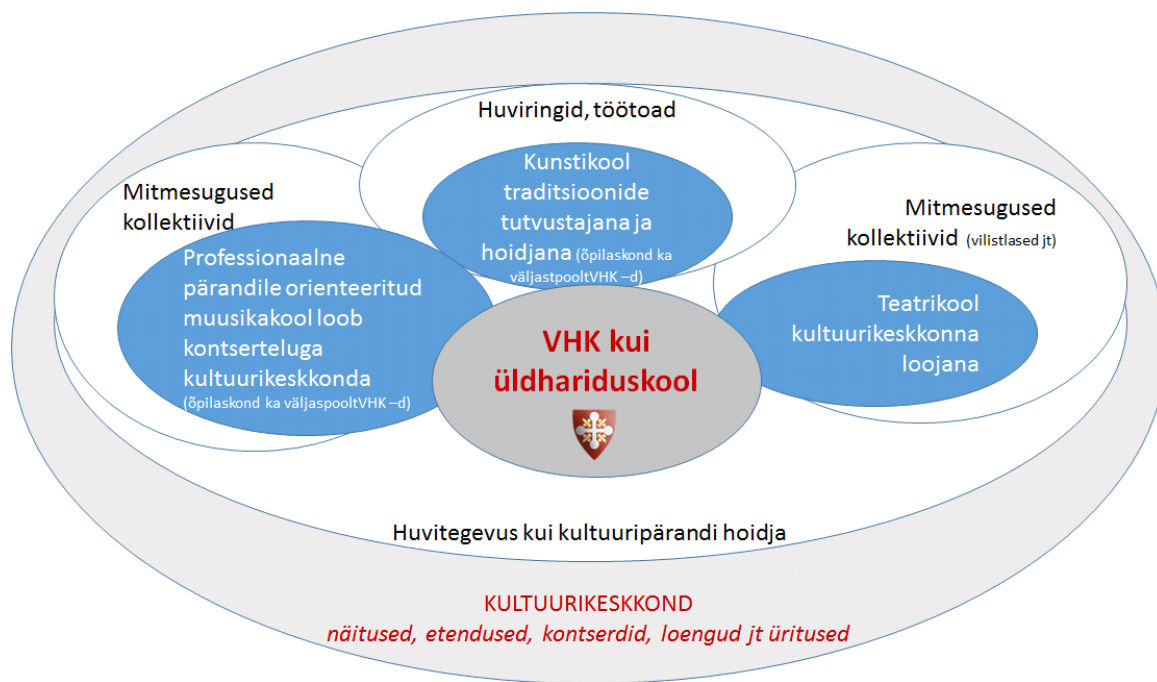 Huviringid, töötoad
Kunstikool
traditsioonide
tutvustajana ja
hoidjana (õpilaskond ka
väljastpooltVHK –d)
Mitmesugused
kollektiivid
Professionaalne
pärandile orienteeritud
muusikakool loob
kontserteluga
kultuurikeskkonda
(õpilaskond ka väljaspooltVHK –d)
Mitmesugused
kollektiivid (vilistlased jt)
Teatrikool
kultuurikeskkonna
loojana
VHK kui
üldhariduskool
Huvitegevus kui kultuuripärandi hoidja
KULTUURIKESKKOND
näitused, etendused, kontserdid, loengud jt üritused